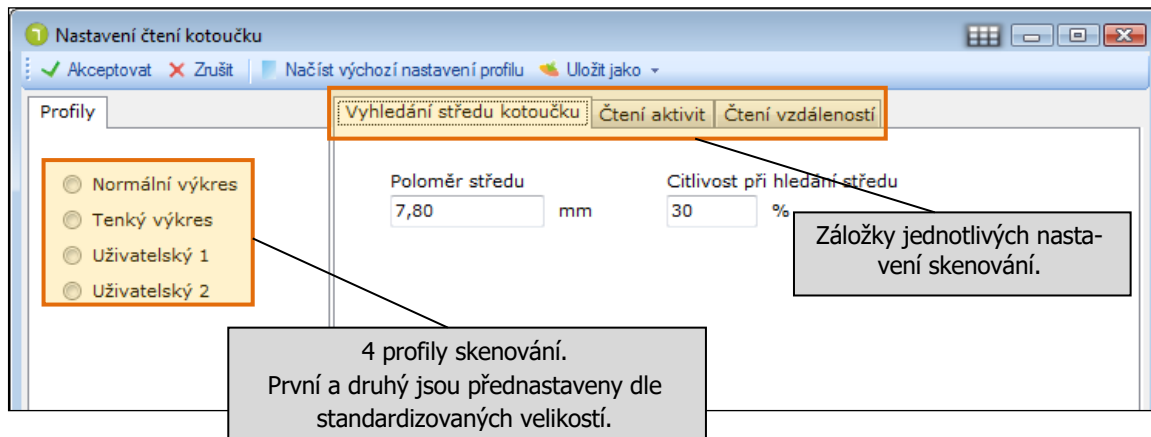 Nastavení čtení kotoučku
Akceptovat Zrušit Načíst výchozí nastavení profilu Uložit jako
Profily
Vyhledání středu kotoučku Čtení aktivit Čtení vzdáleností
Normální výkres
Tenký výkres
Uživatelský 1
Uživatelský 2
Poloměr středu
7,80 mm
Citlivost při hledání středu
30 %
Záložky jednotlivých nasta-
vení skenování.
4 profily skenování.
První a druhý jsou přednastaveny dle
standardizovaných velikostí.